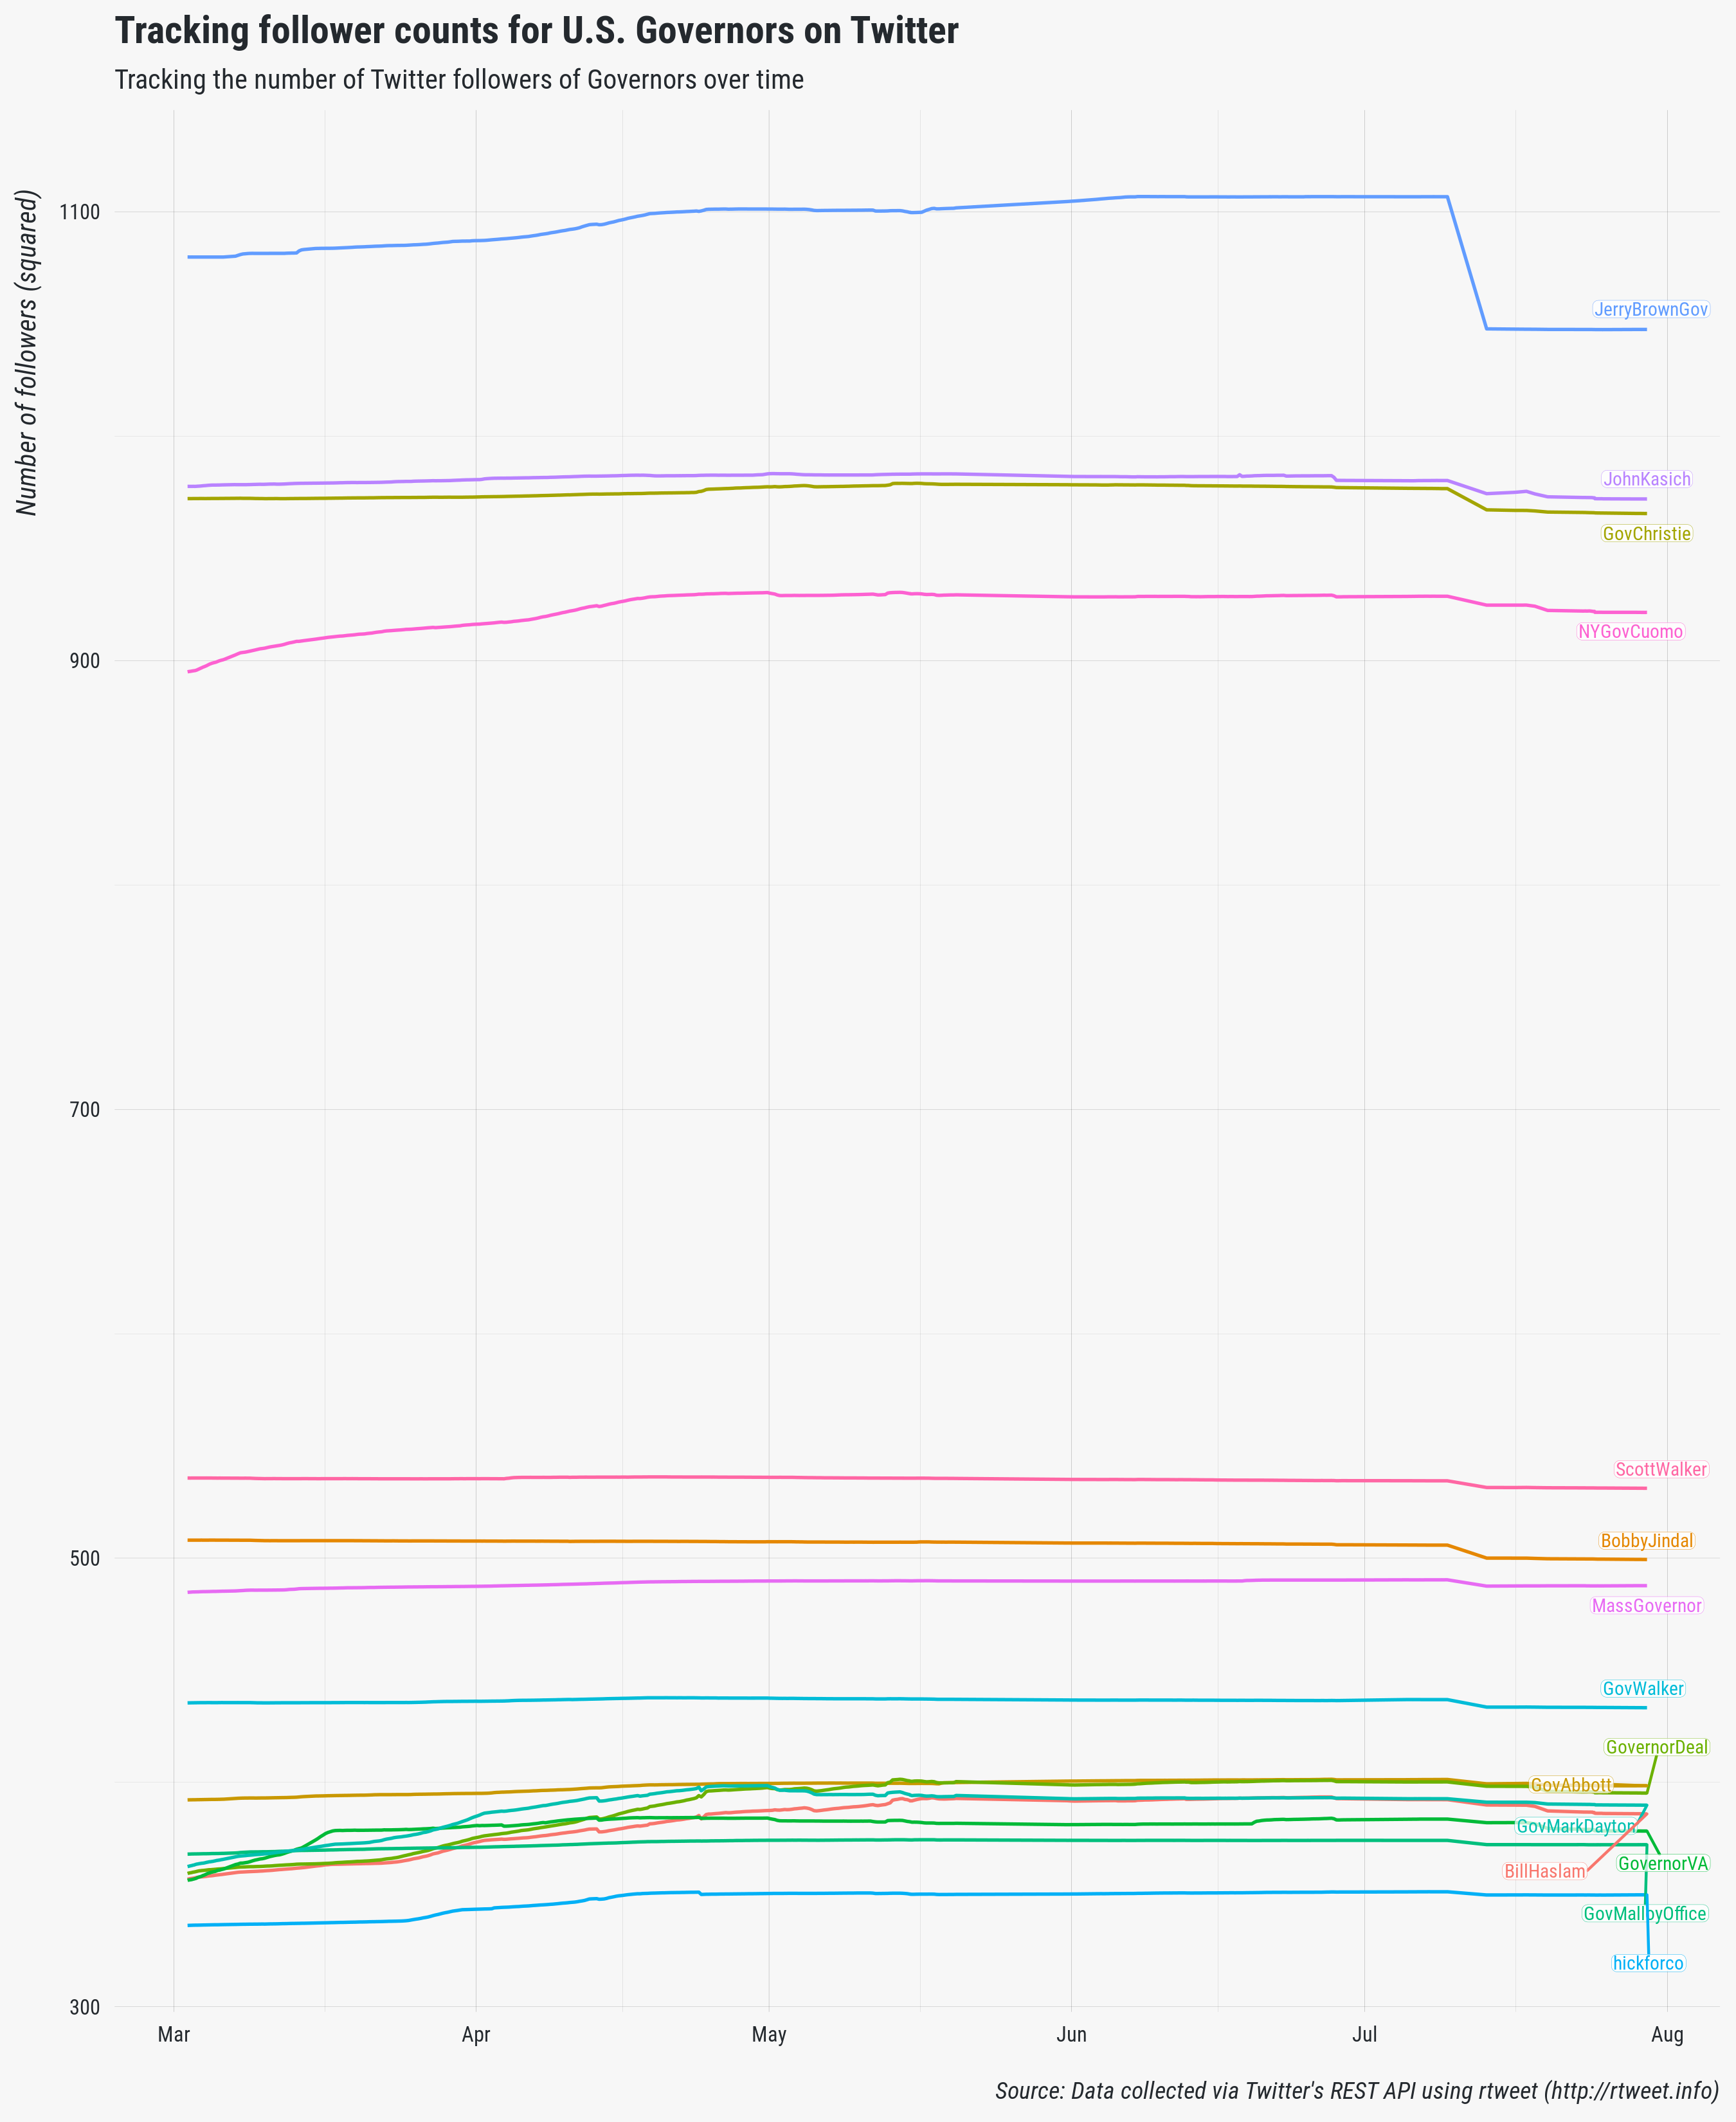 Tracking follower counts for U.S. Governors on Twitter
Tracking the number of Twitter followers of Governors over time
Number of followers (squared)
1100
900
700
500
300
JerryBrownGov
JohnKasich
GovChristie
NYGovCuomo
ScottWalker
BobbyJindal
MassGovernor
GovWalker
GovernorDeal
GovAbbott
GovMarkDayton
GovernorVA
BillHaslam
GovMalloyOffice
hickforco
Mar Apr May Jun Jul Aug
Source: Data collected via Twitter's REST API using rtweet (http://rtweet.info)